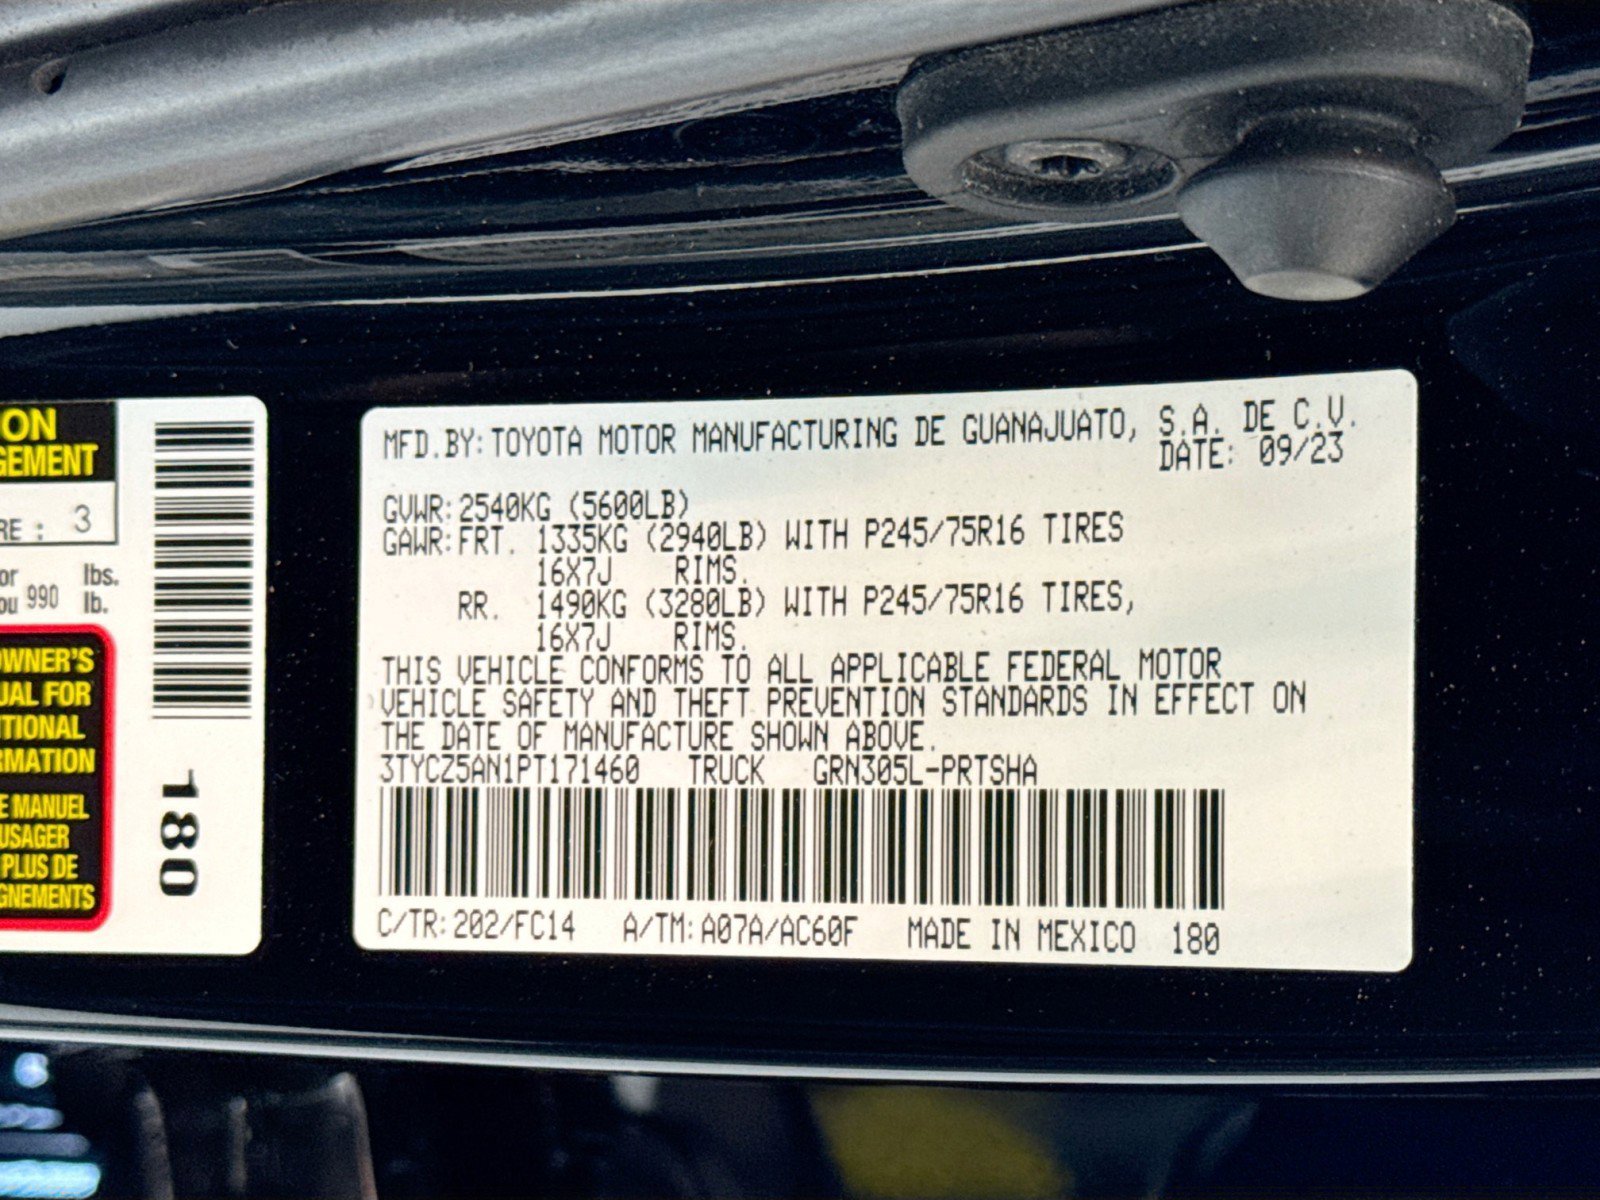 ON
GEMENT
RE : 3
or lbs.
ou 990 lb.
OWNER'S
UAL FOR
ITIONAL
RMATION
E MANUEL
USAGER
PLUS DE
GNEMENTS
180
MFD.BY:TOYOTA MOTOR MANUFACTURING DE GUANAJUATO, S.A. DE C.V.
DATE: 09/23
GVWR:2540KG (5600LB)
GAWR:FRT. 1335KG (2940LB) WITH P245/75R16 TIRES
16X7J RIMS.
RR. 1490KG (3280LB) WITH P245/75R16 TIRES,
16X7J RIMS.
THIS VEHICLE CONFORMS TO ALL APPLICABLE FEDERAL MOTOR
VEHICLE SAFETY AND THEFT PREVENTION STANDARDS IN EFFECT ON
THE DATE OF MANUFACTURE SHOWN ABOVE.
3TYCZ5AN1PT171460 TRUCK GRN305L-PRTSHA
C/TR:202/FC14 A/TM:A07A/AC60F MADE IN MEXICO 180